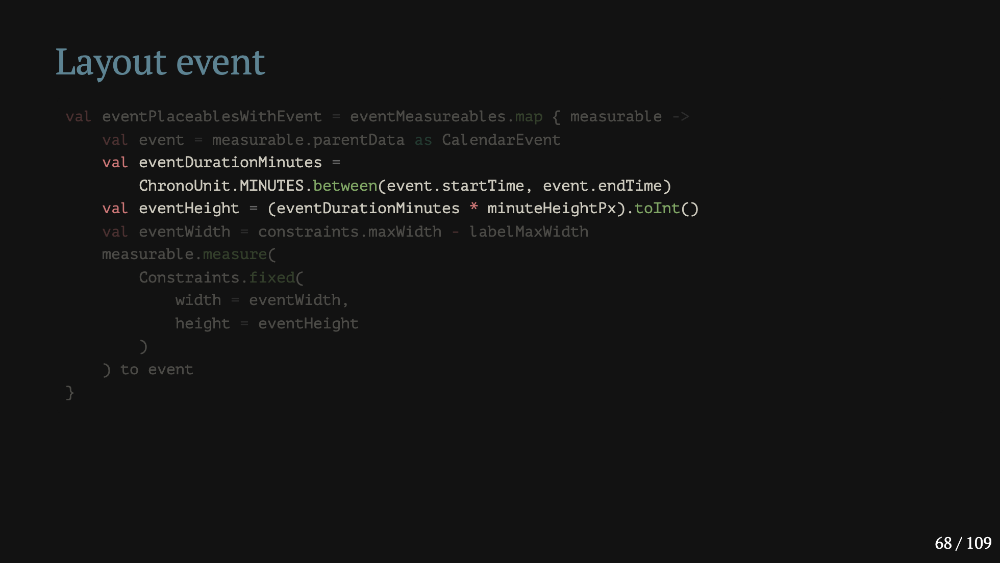 Layout event
val eventPlaceablesWithEvent = eventMeasureables.map { measurable ->
    val event = measurable.parentData as CalendarEvent
    val eventDurationMinutes =
        ChronoUnit.MINUTES.between(event.startTime, event.endTime)
    val eventHeight = (eventDurationMinutes * minuteHeightPx).toInt()
    val eventWidth = constraints.maxWidth - labelMaxWidth
    measurable.measure(
        Constraints.fixed(
            width = eventWidth,
            height = eventHeight
        )
    ) to event
}
68 / 109